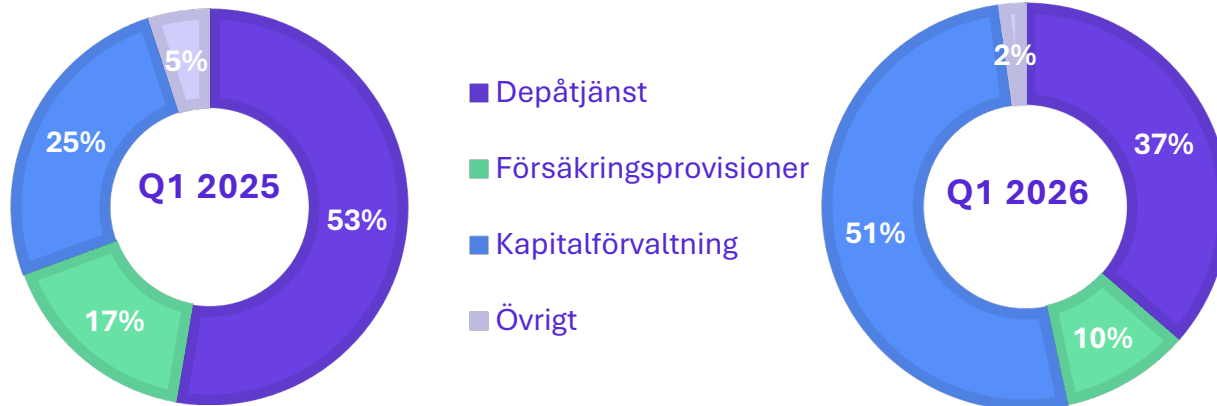 5%
25%
Q1 2025
53%
17%
Depåtjänst
Försäkringsprovisioner
Kapitalförvaltning
Övrigt
2%
37%
Q1 2026
51%
10%